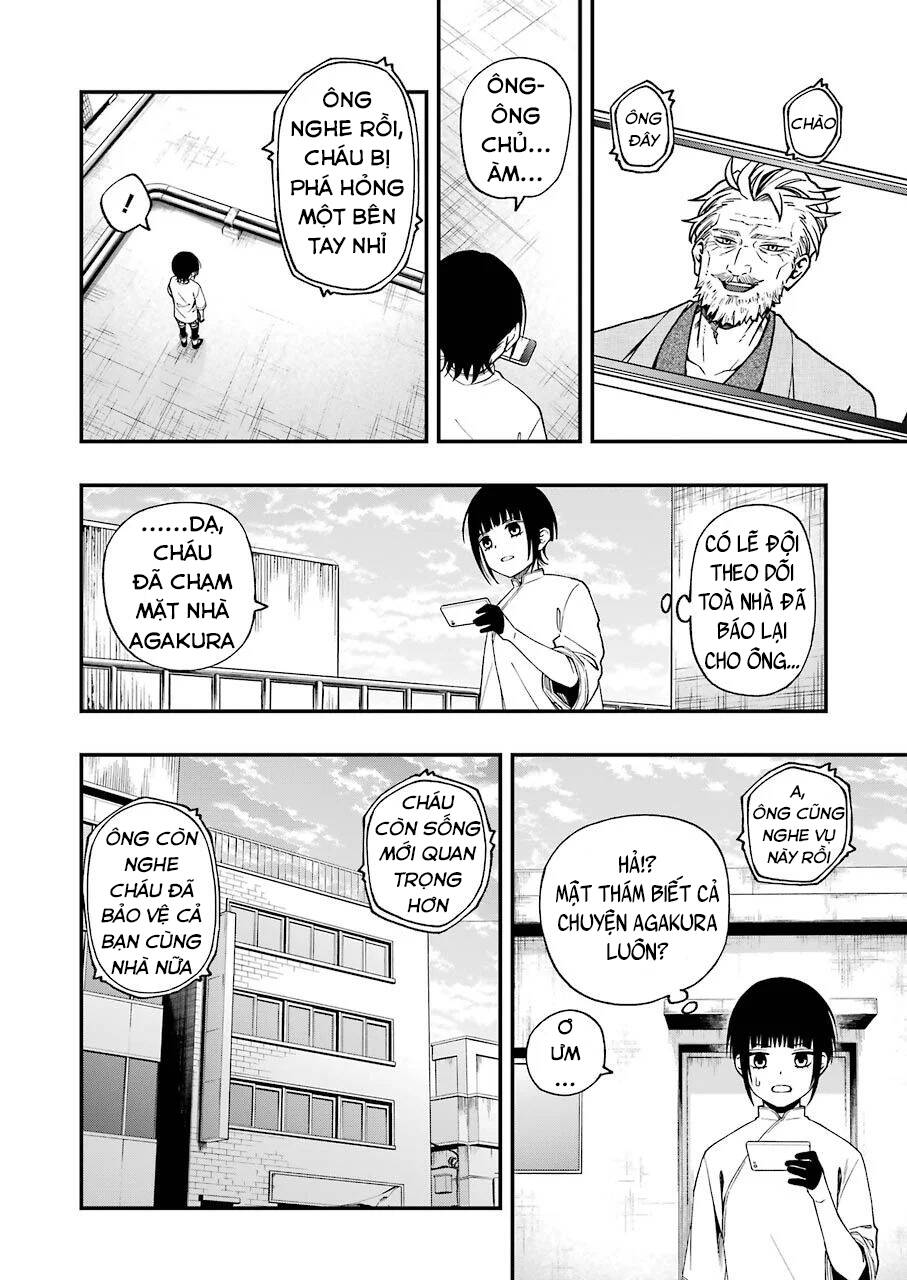 CHÀO
ÔNG
ĐÂY
ÔNG-
ÔNG
CHỦ...
ÀM...
ÔNG
NGHE RỒI,
CHÁU BỊ
PHÁ HỎNG
MỘT BÊN
TAY NHỈ
!
CÓ LẼ ĐỘI
THEO DÕI
TOÀ NHÀ ĐÃ
BÁO LẠI
CHO ÔNG...
......DẠ,
CHÁU
ĐÃ CHẠM
MẶT NHÀ
AGAKURA
A,
ÔNG CŨNG
NGHE VỤ
NÀY RỒI
HẢ!?
MẬT THÁM BIẾT CẢ
CHUYỆN AGAKURA
LUÔN?
Ơ
ƯM
...
CHÁU
CÒN SỐNG
MỚI QUAN
TRỌNG
HƠN
ÔNG CÒN
NGHE
CHÁU ĐÃ
BẢO VỆ CẢ
BẠN CÙNG
NHÀ NỮA